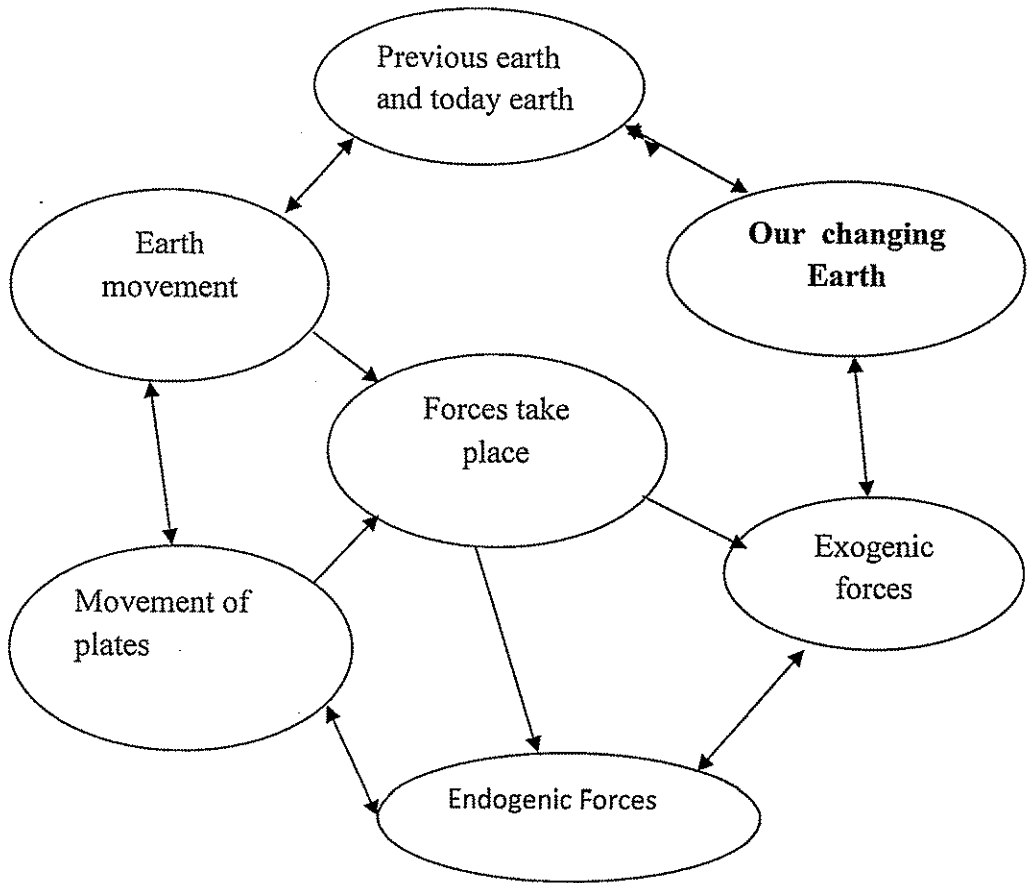 Previous earth
and today earth
Earth
movement
Our changing
Earth
Forces take
place
Exogenic
forces
Movement of
plates
Endogenic Forces